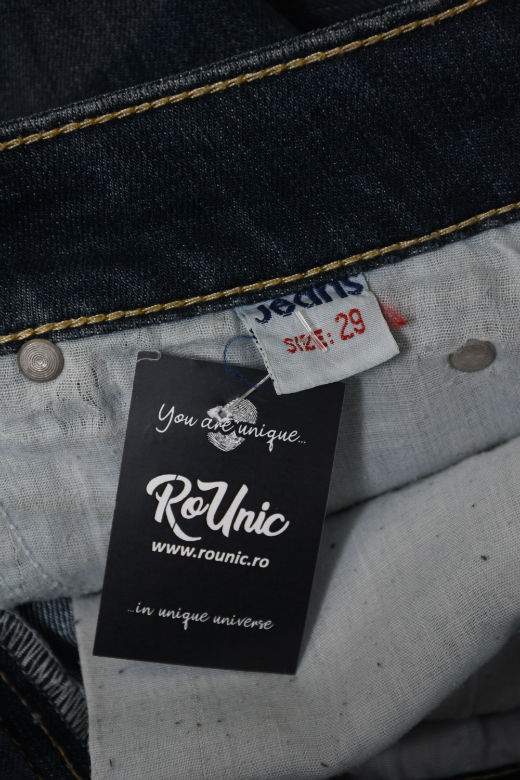 Jeans
SIZE: 29
You are unique...
RoUnic
www.rounic.ro
...in unique universe